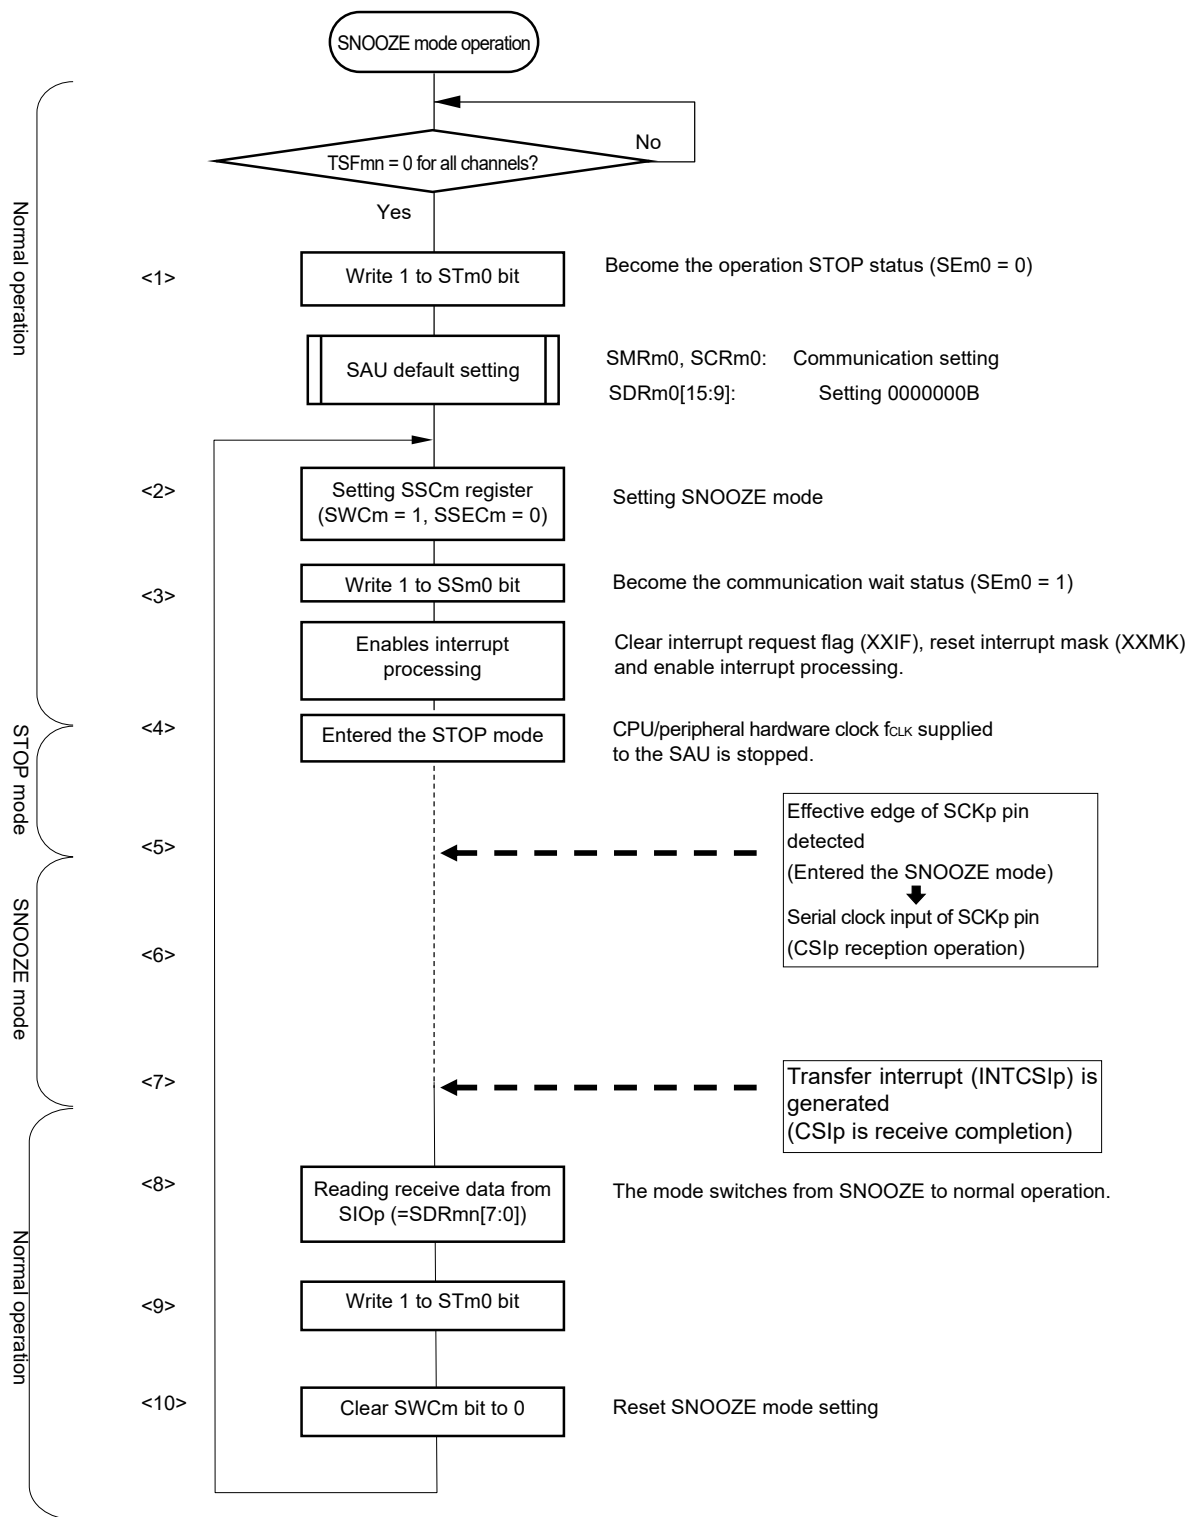 SNOOZE mode operation
No
TSFmn = 0 for all channels?
Yes
Normal operation
<1>
Write 1 to STm0 bit
Become the operation STOP status (SEm0 = 0)
SAU default setting
SMRm0, SCRm0: Communication setting
SDRm0[15:9]: Setting 0000000B
<2>
Setting SSCm register
(SWCm = 1, SSECm = 0)
Setting SNOOZE mode
<3>
Write 1 to SSm0 bit
Become the communication wait status (SEm0 = 1)
Enables interrupt
processing
Clear interrupt request flag (XXIF), reset interrupt mask (XXMK)
and enable interrupt processing.
<4>
Entered the STOP mode
CPU/peripheral hardware clock fCLK supplied
to the SAU is stopped.
STOP mode
<5>
Effective edge of SCKp pin
detected
(Entered the SNOOZE mode)
Serial clock input of SCKp pin
(CSIp reception operation)
SNOOZE mode
<6>
<7>
Transfer interrupt (INTCSIp) is
generated
(CSIp is receive completion)
<8>
Reading receive data from
SIOp (=SDRmn[7:0])
The mode switches from SNOOZE to normal operation.
Normal operation
<9>
Write 1 to STm0 bit
<10>
Clear SWCm bit to 0
Reset SNOOZE mode setting